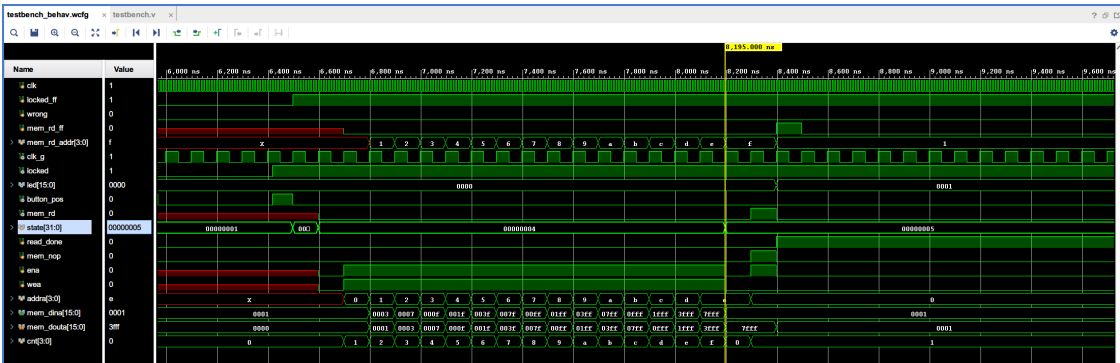 testbench_behav.wcfg × testbench.v ×
8,195.000 ns
Name Value
6,000 ns 6,200 ns 6,400 ns 6,600 ns 6,800 ns 7,000 ns 7,200 ns 7,400 ns 7,600 ns 7,800 ns 8,000 ns 8,200 ns 8,400 ns 8,600 ns 8,800 ns 9,000 ns 9,200 ns 9,400 ns 9,600 ns
clk 1
locked_ff 1
wrong 0
mem_rd_ff 0
mem_rd_addr[3:0] f X 1 2 3 4 5 6 7 8 9 a b c d e f 1
clk_g 1
locked 1
led[15:0] 0000 0000 0001
button_pos 0
mem_rd 0
state[31:0] 00000005 00000001 00 00000004 00000005
read_done 0
mem_nop 0
ena 0
wea 0
addra[3:0] e X 0 1 2 3 4 5 6 7 8 9 a b c d e 0
mem_dina[15:0] 0001 0001 0003 0007 000f 001f 003f 007f 00ff 01ff 03ff 07ff 0fff 1fff 3fff 7fff 0001
mem_douta[15:0] 3fff 0000 0001 0003 0007 000f 001f 003f 007f 00ff 01ff 03ff 07ff 0fff 1fff 3fff 7fff 0001
cnt[3:0] 0 0 1 2 3 4 5 6 7 8 9 a b c d e f 0 1